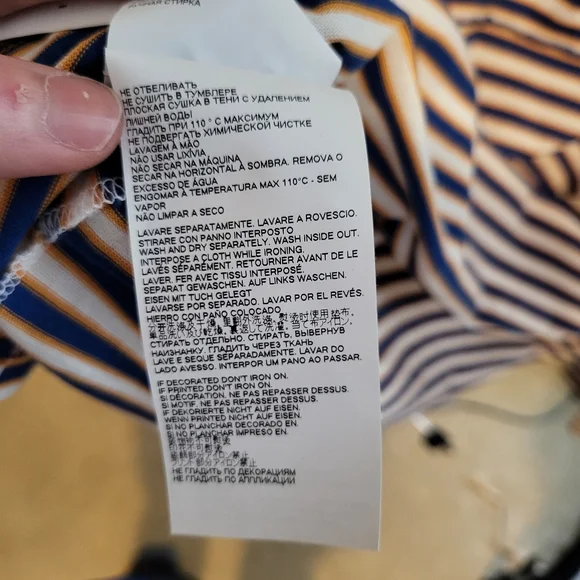 РУЧНАЯ СТИРКА
НЕ ОТБЕЛИВАТЬ
НЕ СУШИТЬ В ТУМБЛЕРЕ
ПЛОСКАЯ СУШКА В ТЕНИ С УДАЛЕНИЕМ
ЛИШНЕЙ ВОДЫ
ГЛАДИТЬ ПРИ 110 ° C МАКСИМУМ
НЕ ПОДВЕРГАТЬ ХИМИЧЕСКОЙ ЧИСТКЕ
LAVAGEM À MÃO
NÃO USAR LIXÍVIA
NÃO SECAR NA MÁQUINA
SECAR NA HORIZONTAL À SOMBRA. REMOVA O
EXCESSO DE ÁGUA
ENGOMAR À TEMPERATURA MAX 110°C - SEM
VAPOR
NÃO LIMPAR A SECO
LAVARE SEPARATAMENTE. LAVARE A ROVESCIO.
STIRARE CON PANNO INTERPOSTO
WASH AND DRY SEPARATELY. WASH INSIDE OUT.
INTERPOSE A CLOTH WHILE IRONING.
LAVÉS SÉPARÉMENT. RETOURNER AVANT DE LE
LAVER, FER AVEC TISSU INTERPOSÉ.
SEPARAT GEWASCHEN. AUF LINKS WASCHEN.
EISEN MIT TUCH GELEGT
LAVARSE POR SEPARADO. LAVAR POR EL REVÉS.
HIERRO CON PAÑO COLOCADO
СТИРАТЬ ОТДЕЛЬНО. СТИРАТЬ, ВЫВЕРНУВ
НАИЗНАНКУ. ГЛАДИТЬ ЧЕРЕЗ ТКАНЬ
LAVE E SEQUE SEPARADAMENTE. LAVAR DO
LADO AVESSO. INTERPOR UM PANO AO PASSAR.
IF DECORATED DON'T IRON ON.
IF PRINTED DON'T IRON ON.
SI DÉCORATION. NE PAS REPASSER DESSUS.
SI MOTIF. NE PAS REPASSER DESSUS.
IF DEKORIERTE NICHT AUF EISEN.
WENN PRINTED NICHT AUF EISEN.
SI NO PLANCHAR DECORADO EN.
SI NO PLANCHAR IMPRESO EN.
НЕ ГЛАДИТЬ ПО ДЕКОРАЦИЯМ
НЕ ГЛАДИТЬ ПО АППЛИКАЦИИ